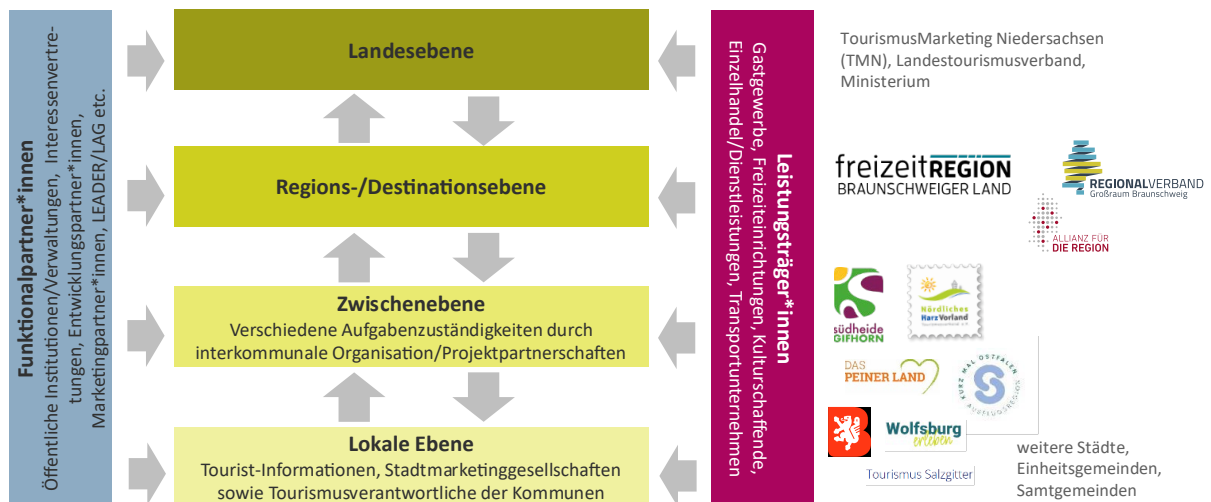 Funktionalpartner*innen
Öffentliche Institutionen/Verwaltungen, Interessenvertre-
tungen, Entwicklungspartner*innen,
Marketingpartner*innen, LEADER/LAG etc.
Landesebene
Regions-/Destinationsebene
Zwischenebene
Verschiedene Aufgabenzuständigkeiten durch
interkommunale Organisation/Projektpartnerschaften
Lokale Ebene
Tourist-Informationen, Stadtmarketinggesellschaften
sowie Tourismusverantwortliche der Kommunen
Leistungsträger*innen
Gastgewerbe, Freizeiteinrichtungen, Kulturschaffende,
Einzelhandel/Dienstleistungen, Transportunternehmen
TourismusMarketing Niedersachsen
(TMN), Landestourismusverband,
Ministerium
freizeitREGION
BRAUNSCHWEIGER LAND
REGIONALVERBAND
Großraum Braunschweig
ALLIANZ FÜR
DIE REGION
südheide
GIFHORN
Nördliches
HarzVorland
DAS
PEINER LAND
KURZ MAL OSTFALEN
AUSFLUGSREGION
Wolfsburg
erleben
Tourismus Salzgitter
weitere Städte,
Einheitsgemeinden,
Samtgemeinden